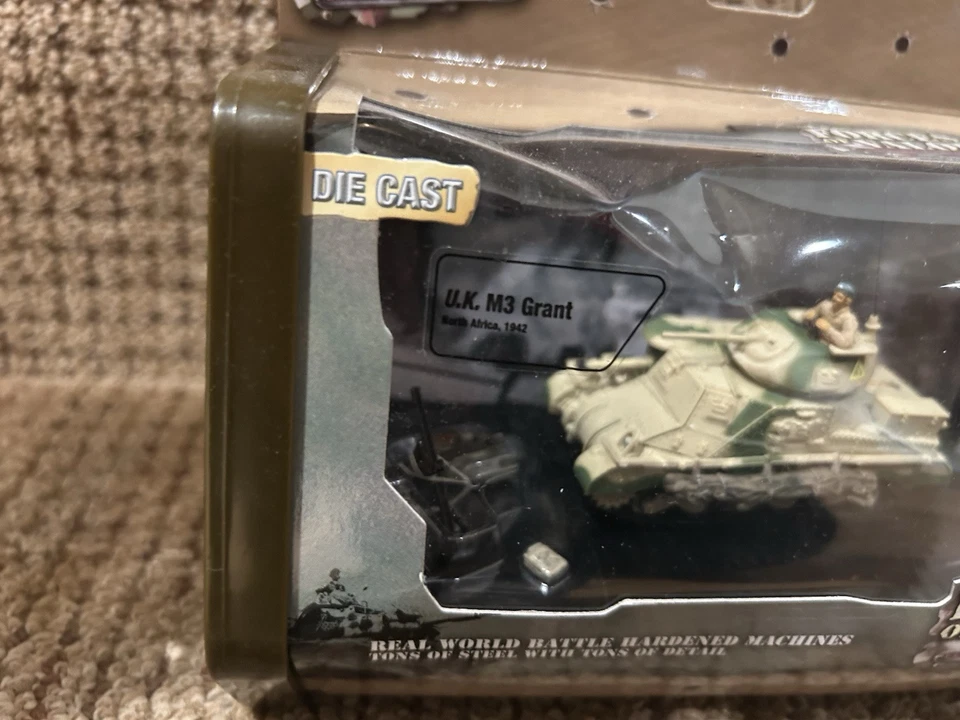 DIE CAST
U.K. M3 Grant
North Africa, 1942
REAL WORLD BATTLE HARDENED MACHINES
TONS OF STEEL WITH TONS OF DETAIL